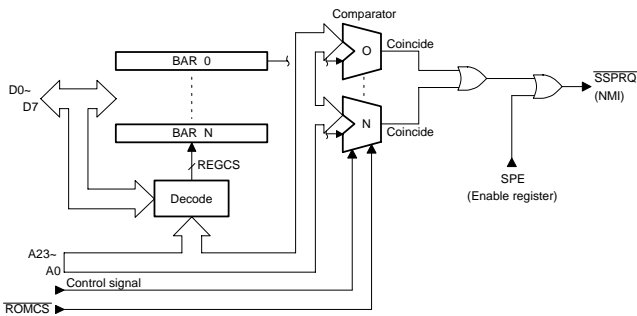 Comparator
BAR 0
O
Coincide
D0~
D7
SSPRQ
(NMI)
BAR N
N
Coincide
REGCS
SPE
(Enable register)
Decode
A23~
A0
Control signal
ROMCS